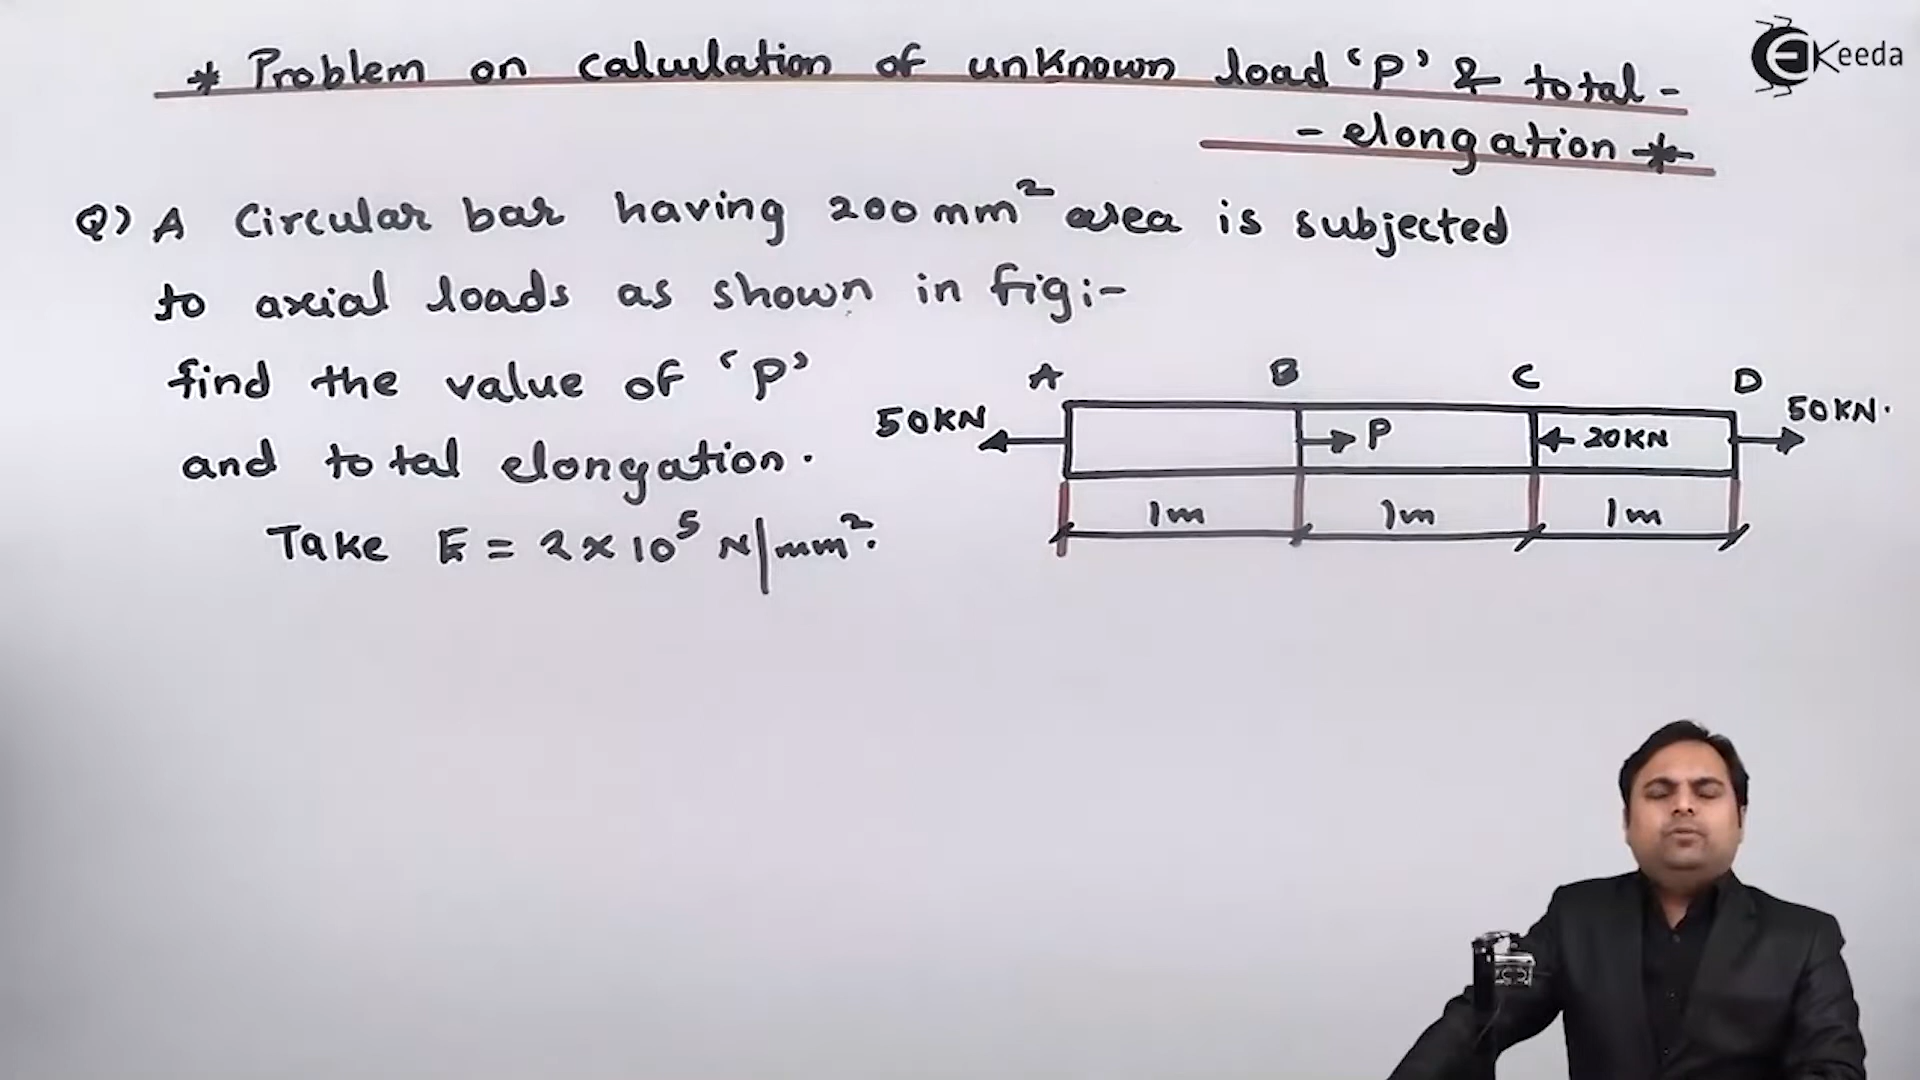 * Problem on calculation of unknown load 'P' & total -
- elongation *
EKeeda
Q) A Circular bar having 200 mm² area is subjected
to axial loads as shown in fig:-
find the value of 'P'
and total elongation.
Take E = 2 x 10⁵ N/mm².
A B C D
50KN P 20KN 50KN.
1m 1m 1m